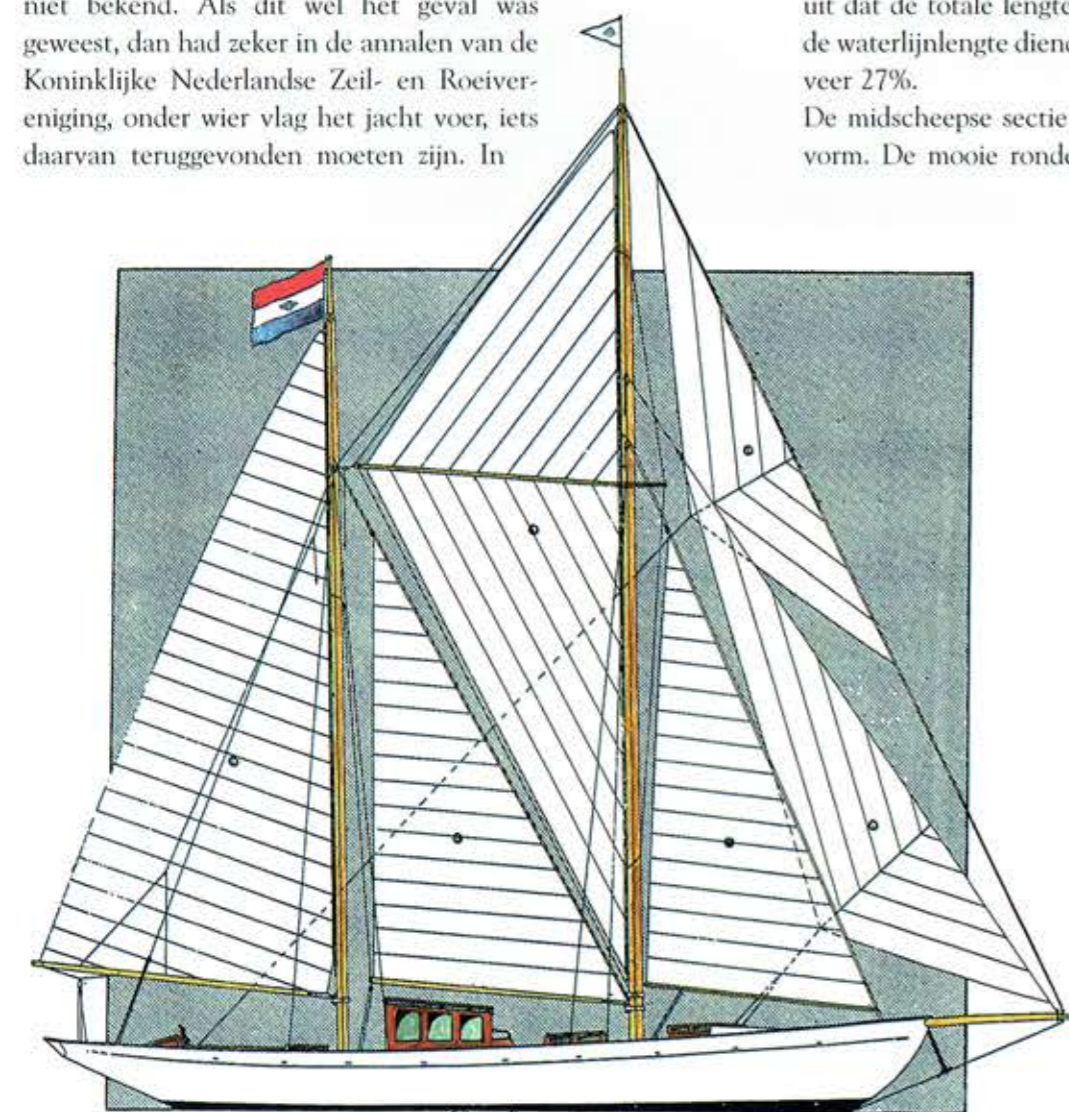 niet bekend. Als dit wel het geval was
geweest, dan had zeker in de annalen van de
Koninklijke Nederlandse Zeil- en Roeiver-
eniging, onder wier vlag het jacht voer, iets
daarvan teruggevonden moeten zijn. In
uit dat de totale lengte
de waterlijnlengte
veer 27%.
De midscheepse sectie
vorm. De mooie ronde